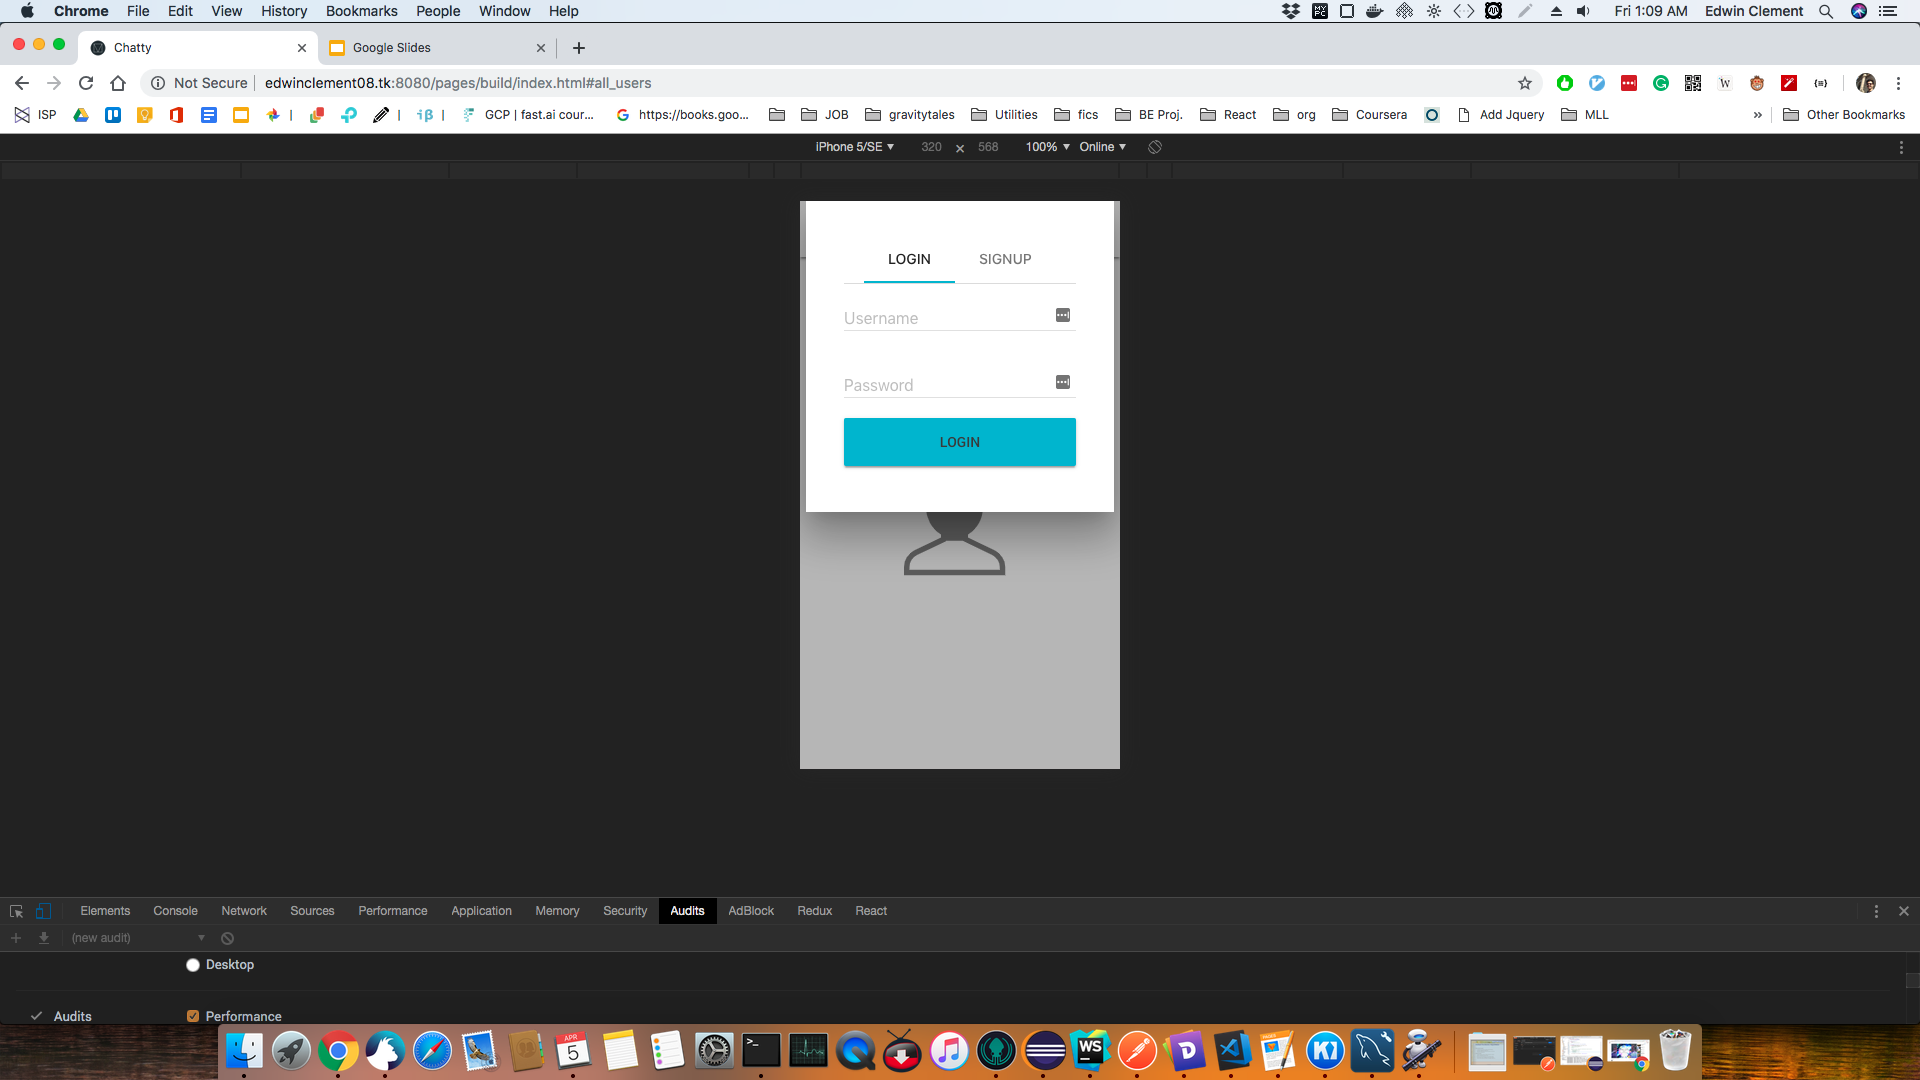 Chrome File Edit View History Bookmarks People Window Help Fri 1:09 AM Edwin Clement
Chatty Google Slides
Not Secure edwinclement08.tk:8080/pages/build/index.html#all_users
ISP GCP | fast.ai cour... https://books.goo... JOB gravitytales Utilities fics BE Proj. React org Coursera Add Jquery MLL » Other Bookmarks
iPhone 5/SE 320 x 568 100% Online
LOGIN SIGNUP
Username
Password
LOGIN
Elements Console Network Sources Performance Application Memory Security Audits AdBlock Redux React
(new audit)
Desktop
Audits Performance
APR
5
WS
K1